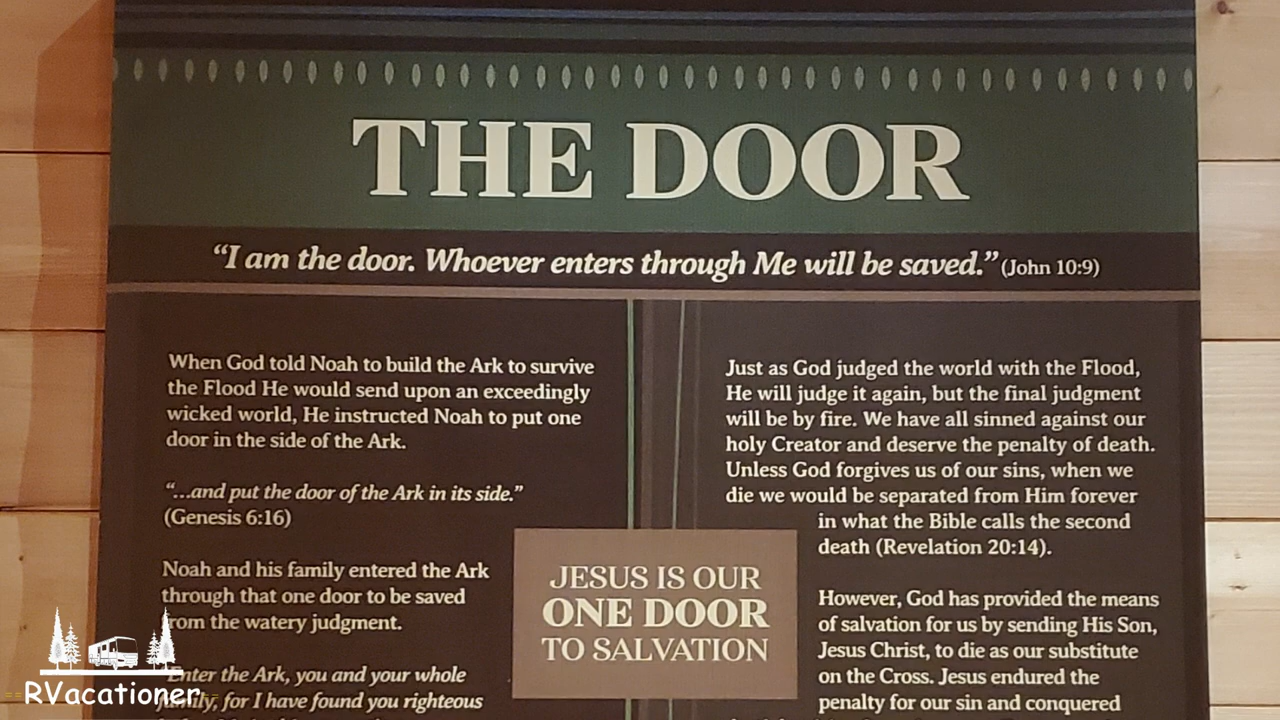 THE DOOR
“I am the door. Whoever enters through Me will be saved.” (John 10:9)
When God told Noah to build the Ark to survive
the Flood He would send upon an exceedingly
wicked world, He instructed Noah to put one
door in the side of the Ark.
“...and put the door of the Ark in its side.”
(Genesis 6:16)
Noah and his family entered the Ark
through that one door to be saved
from the watery judgment.
“Enter the Ark, you and your whole
family, for I have found you righteous
JESUS IS OUR
ONE DOOR
TO SALVATION
Just as God judged the world with the Flood,
He will judge it again, but the final judgment
will be by fire. We have all sinned against our
holy Creator and deserve the penalty of death.
Unless God forgives us of our sins, when we
die we would be separated from Him forever
in what the Bible calls the second
death (Revelation 20:14).
However, God has provided the means
of salvation for us by sending His Son,
Jesus Christ, to die as our substitute
on the Cross. Jesus endured the
penalty for our sin and conquered
RVacationer